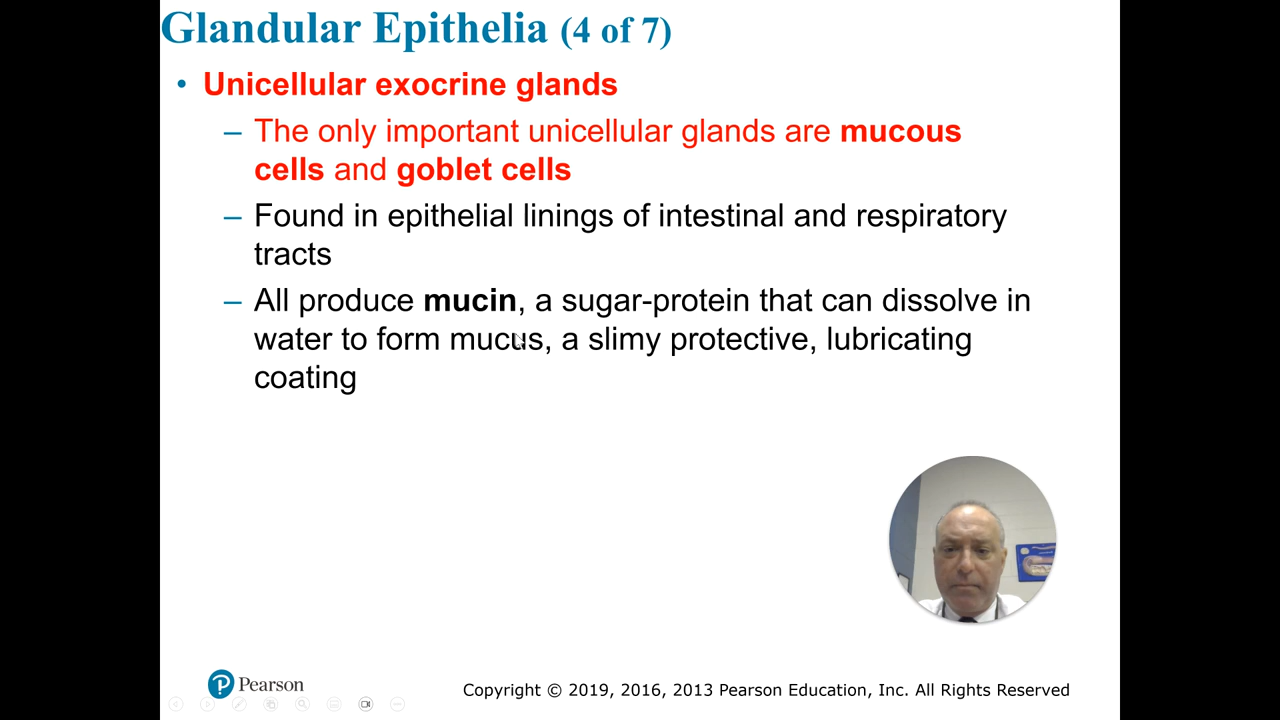 Glandular Epithelia (4 of 7)
• Unicellular exocrine glands
– The only important unicellular glands are mucous
cells and goblet cells
– Found in epithelial linings of intestinal and respiratory
tracts
– All produce mucin, a sugar-protein that can dissolve in
water to form mucus, a slimy protective, lubricating
coating
Pearson
Copyright © 2019, 2016, 2013 Pearson Education, Inc. All Rights Reserved